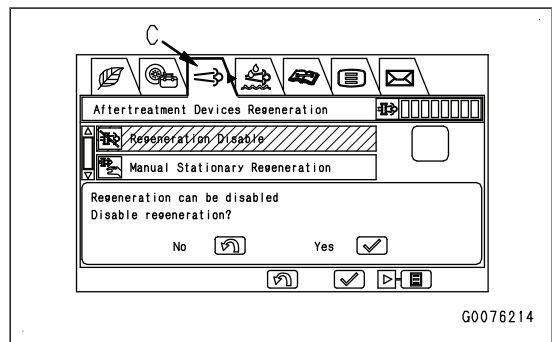 C
Aftertreatment Devices Regeneration
Regeneration Disable
Manual Stationary Regeneration
Regeneration can be disabled
Disable regeneration?
No Yes
G0076214